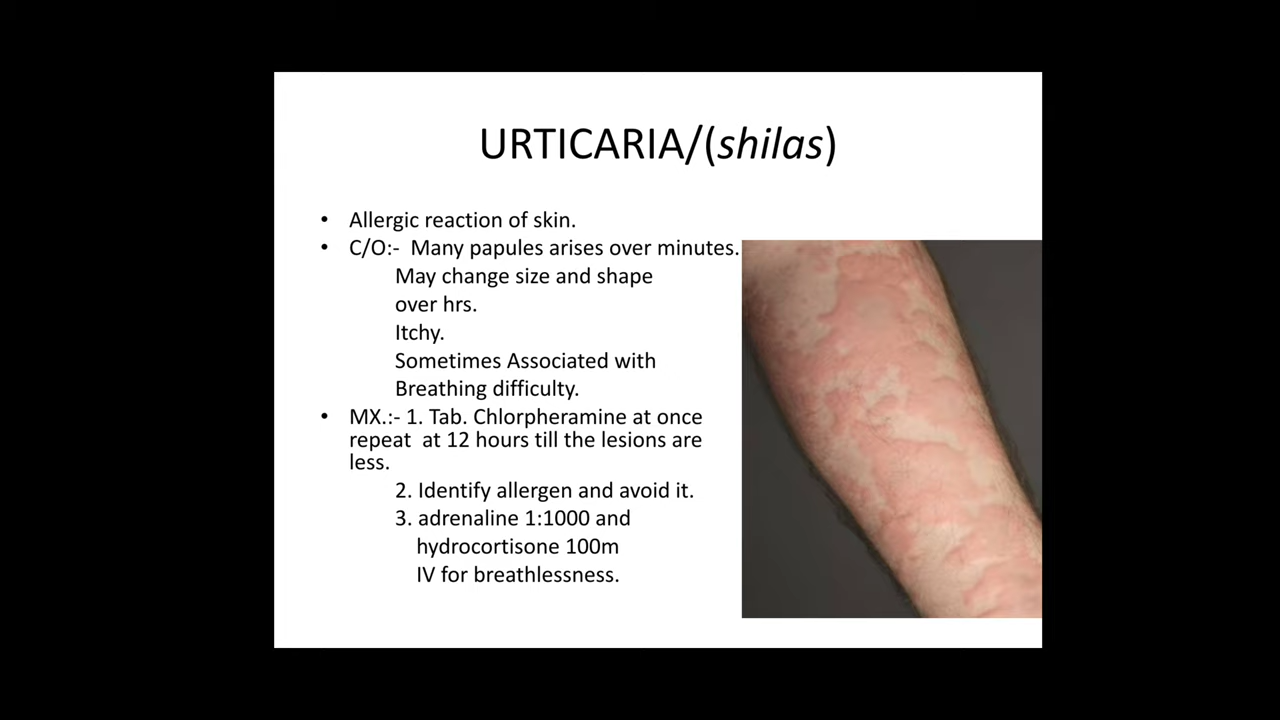 URTICARIA/(shilas)
• Allergic reaction of skin.
• C/O:- Many papules arises over minutes.
May change size and shape
over hrs.
Itchy.
Sometimes Associated with
Breathing difficulty.
• MX.:- 1. Tab. Chlorpheramine at once
repeat at 12 hours till the lesions are
less.
2. Identify allergen and avoid it.
3. adrenaline 1:1000 and
hydrocortisone 100m
IV for breathlessness.